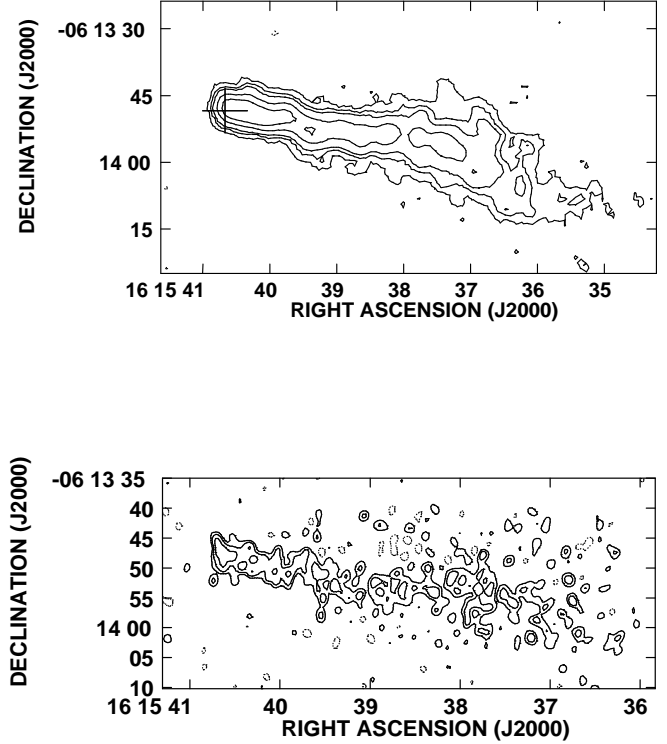 -06 13 30
45
14 00
15
DECLINATION (J2000)
16 15 41 40 39 38 37 36 35
RIGHT ASCENSION (J2000)
-06 13 35
40
45
50
55
14 00
05
10
DECLINATION (J2000)
16 15 41 40 39 38 37 36
RIGHT ASCENSION (J2000)